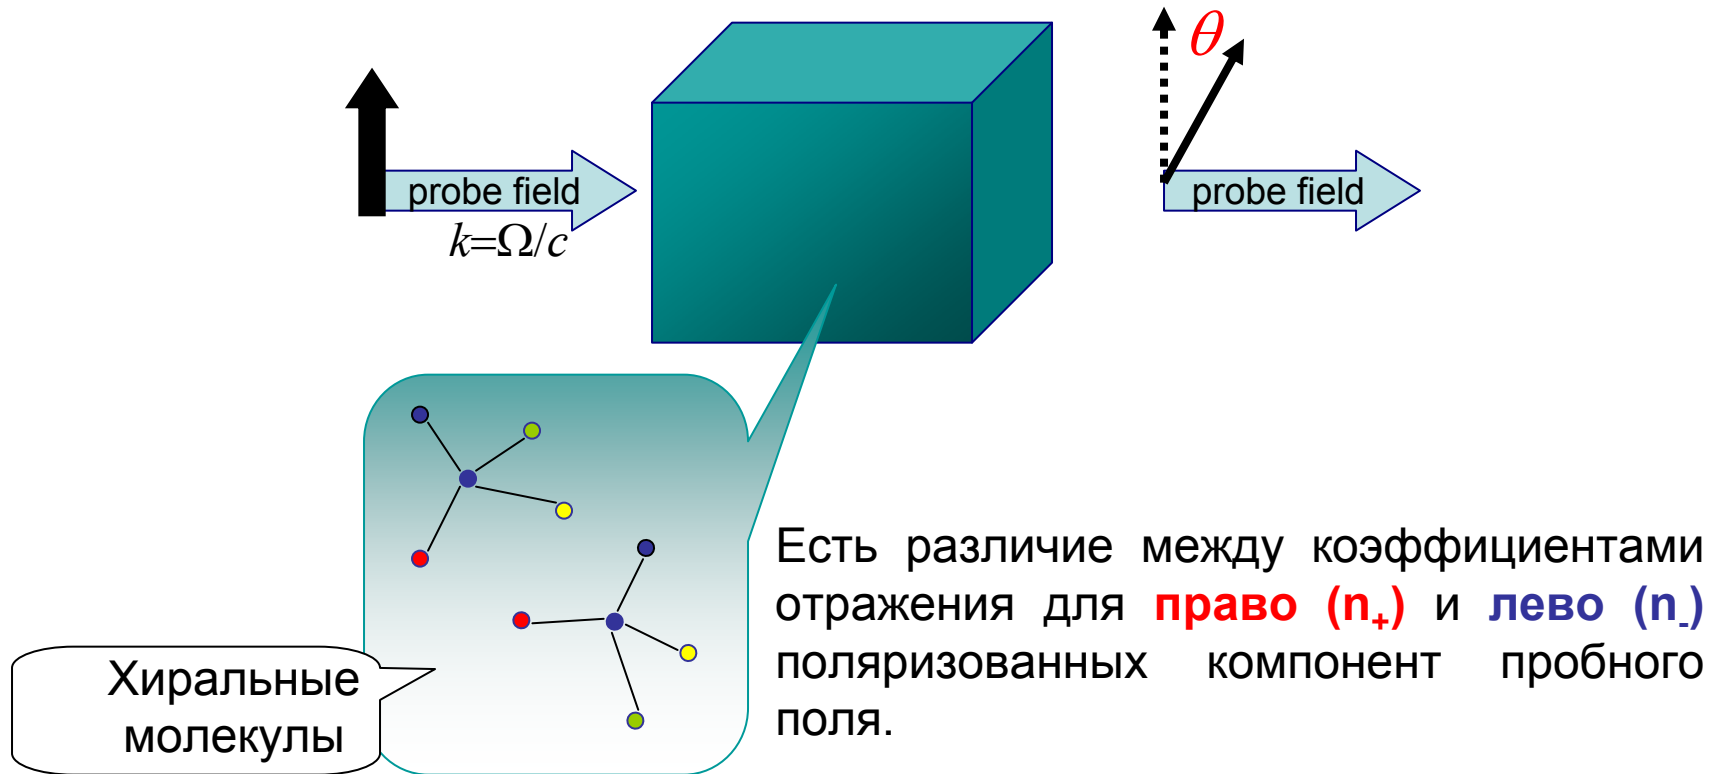 θ
probe field
probe field
k=Ω/c
Есть различие между коэффициентами
отражения для право (n₊) и лево (n₋)
поляризованных компонент пробного
поля.
Хиральные
молекулы